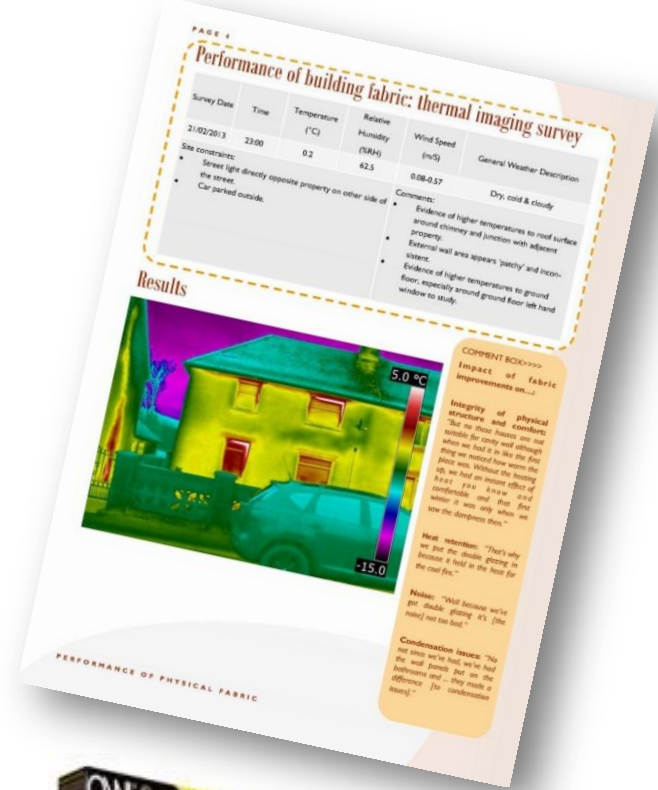 PAGE 4
Performance of building fabric: thermal imaging survey
Survey Date
Time
Temperature
(°C)
Relative
Humidity
(%RH)
Wind Speed
(m/S)
General Weather Description
21/02/2013
23:00
0.2
62.5
0.08-0.57
Dry, cold & cloudy
Site constraints:
• Street light directly opposite property on other side of
the street.
• Car parked outside.
Comments:
• Evidence of higher temperatures to roof surface
around chimney and junction with adjacent
property.
• External wall area appears 'patchy' and incon-
sistent.
• Evidence of higher temperatures to ground
floor, especially around ground floor left hand
window to study.
Results
5.0 °C
-15.0
COMMENT BOX>>>>
Impact of fabric
improvements on…:
Integrity of physical
structure and comfort:
"But no these houses are not
suitable for cavity wall although
when we had it in like the first
thing we noticed how warm the
place was. Without the heating
up, we had an instant effect of
heat you know and
comfortable and that first
winter it was only when we
saw the dampness then."
Heat retention: "That's why
we put the double glazing in
because it held in the heat for
the coal fire."
Noise: "Well because we've
got double glazing it's [the
noise] not too bad."
Condensation issues: "No
not since we've had, we've had
the wall panels put on the
bathrooms and ... they made a
difference [to condensation
issues]."
PERFORMANCE OF PHYSICAL FABRIC